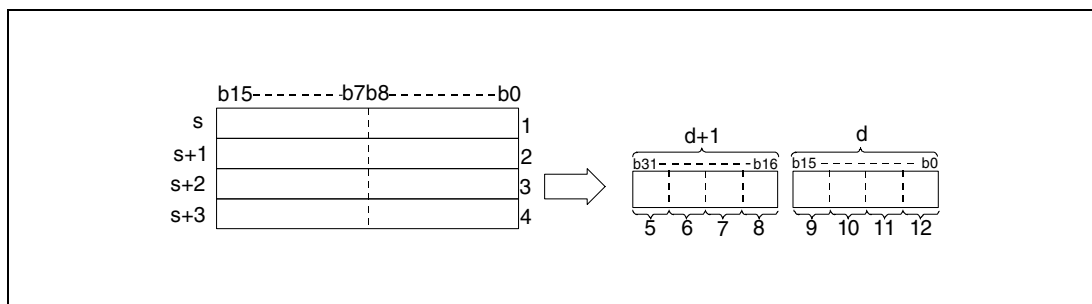 b15--------b7b8---------b0
s 1
s+1 2
s+2 3
s+3 4
d+1 d
b31----------b16 b15----------b0
5 6 7 8 9 10 11 12